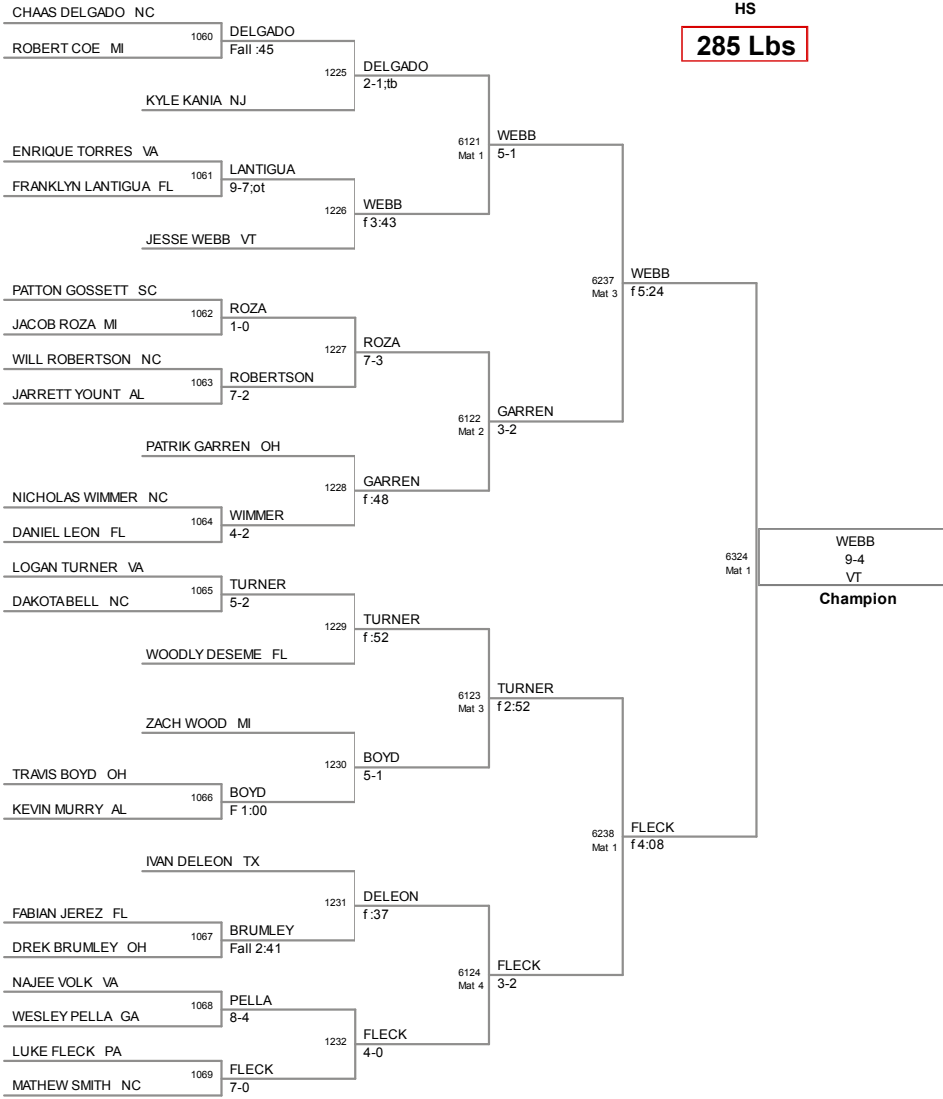 HS
285 Lbs
CHAAS DELGADO NC
1060
ROBERT COE MI
DELGADO
Fall :45
1225
KYLE KANIA NJ
DELGADO
2-1;tb
ENRIQUE TORRES VA
1061
FRANKLYN LANTIGUA FL
LANTIGUA
9-7;ot
1226
JESSE WEBB VT
WEBB
f 3:43
6121
Mat 1
WEBB
5-1
PATTON GOSSETT SC
1062
JACOB ROZA MI
ROZA
1-0
1227
WILL ROBERTSON NC
1063
JARRETT YOUNT AL
ROBERTSON
7-2
ROZA
7-3
PATRIK GARREN OH
1228
NICHOLAS WIMMER NC
1064
DANIEL LEON FL
WIMMER
4-2
GARREN
f :48
6122
Mat 2
GARREN
3-2
6237
Mat 3
WEBB
f 5:24
LOGAN TURNER VA
1065
DAKOTABELL NC
TURNER
5-2
1229
WOODLY DESEME FL
TURNER
f :52
ZACH WOOD MI
1230
TRAVIS BOYD OH
1066
KEVIN MURRY AL
BOYD
F 1:00
BOYD
5-1
6123
Mat 3
TURNER
f 2:52
IVAN DELEON TX
1231
FABIAN JEREZ FL
1067
DREK BRUMLEY OH
BRUMLEY
Fall 2:41
DELEON
f :37
NAJEE VOLK VA
1068
WESLEY PELLA GA
PELLA
8-4
1232
LUKE FLECK PA
1069
MATHEW SMITH NC
FLECK
7-0
FLECK
4-0
6124
Mat 4
FLECK
3-2
6238
Mat 1
FLECK
f 4:08
6324
Mat 1
WEBB
9-4
VT
Champion